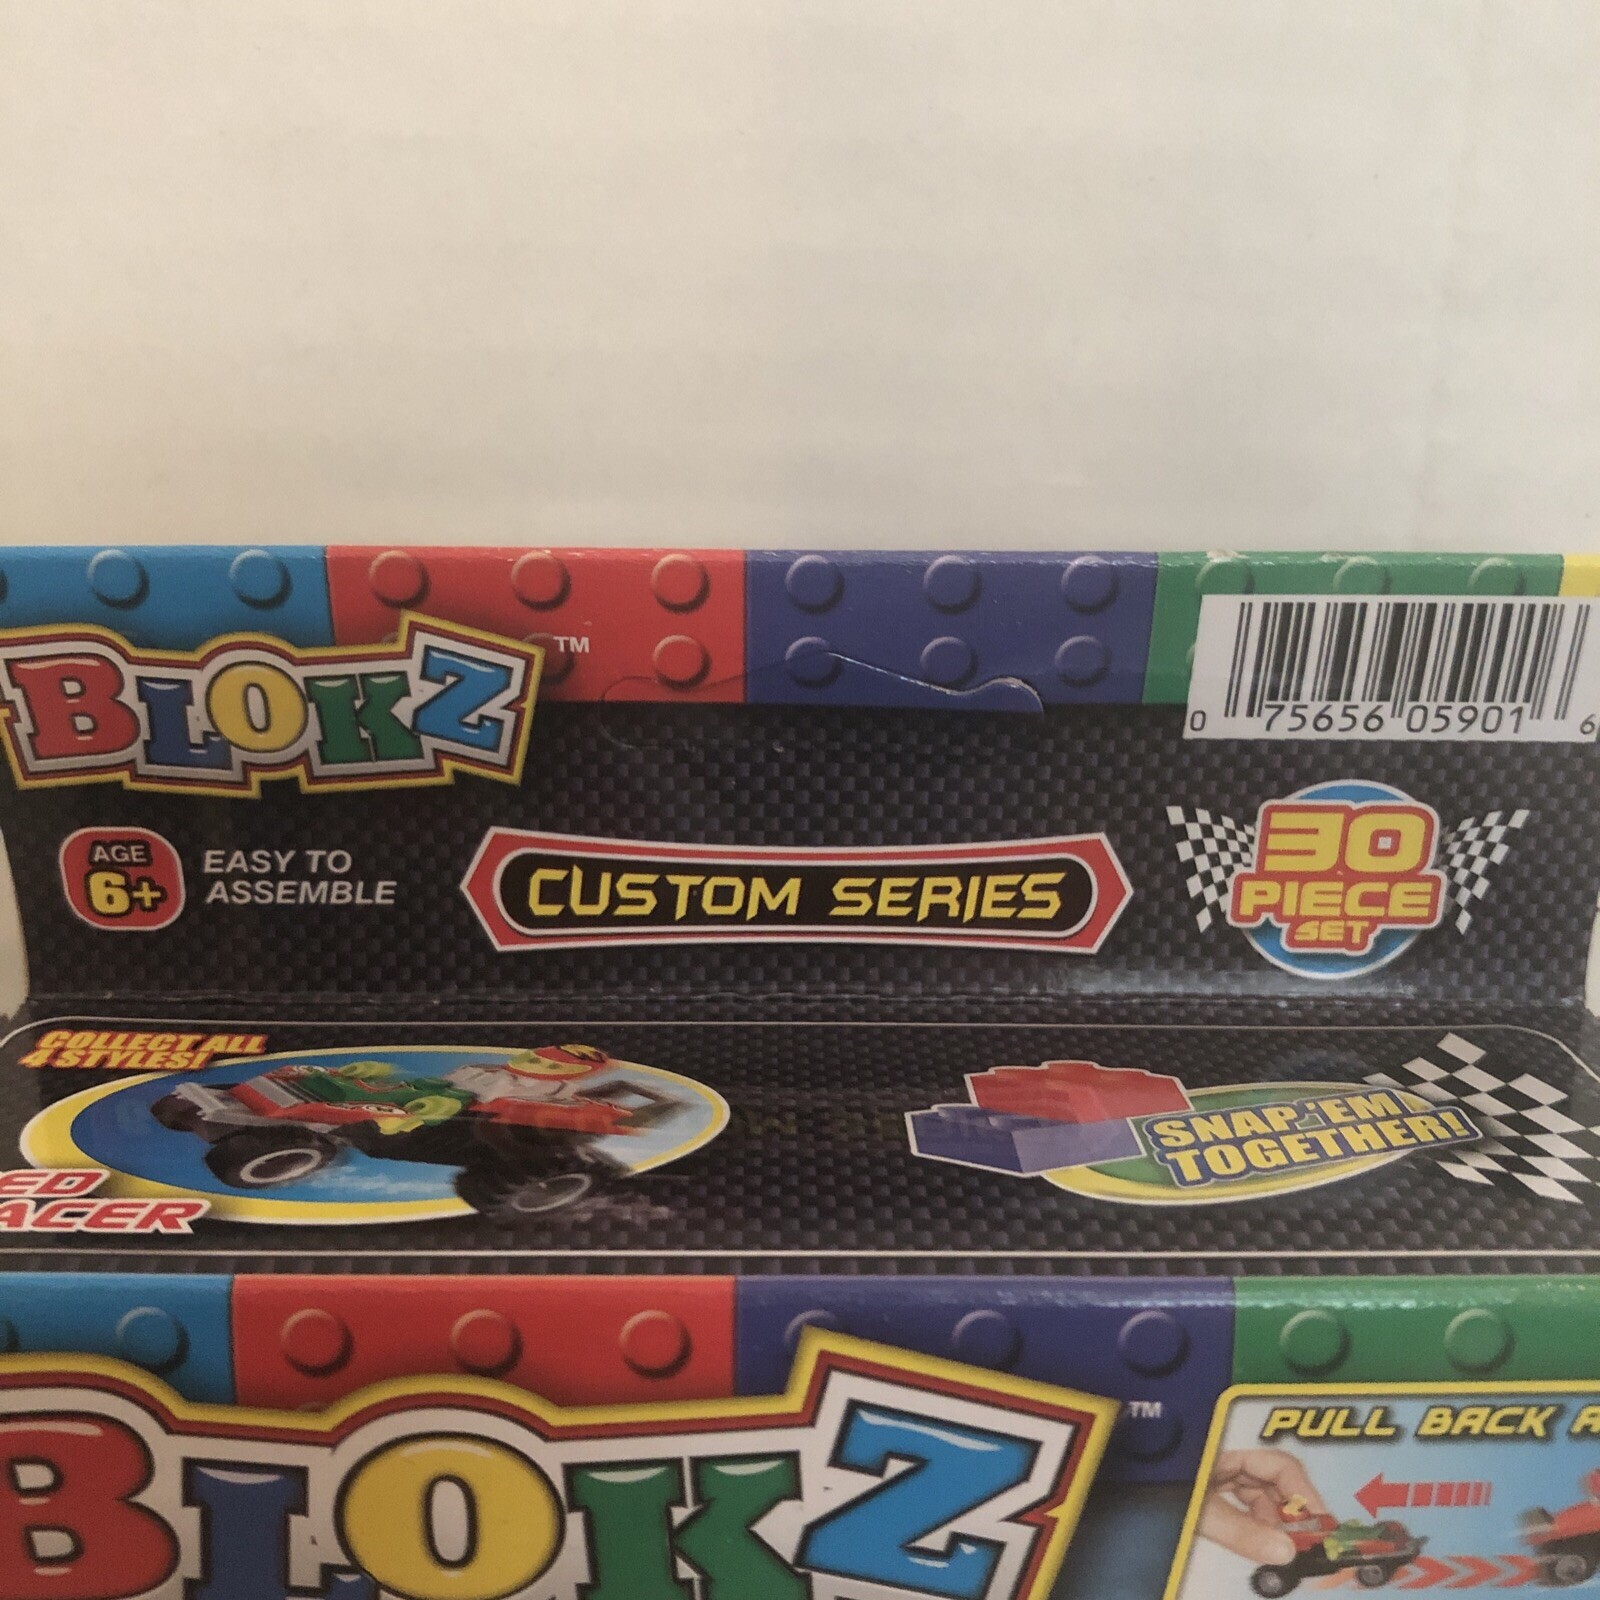 BLOKZ TM
0 75656 05901 6
AGE
6+
EASY TO
ASSEMBLE
CUSTOM SERIES
30
PIECE
SET
COLLECT ALL
4 STYLES!
SNAP 'EM
TOGETHER!
BLOKZ TM
PULL BACK